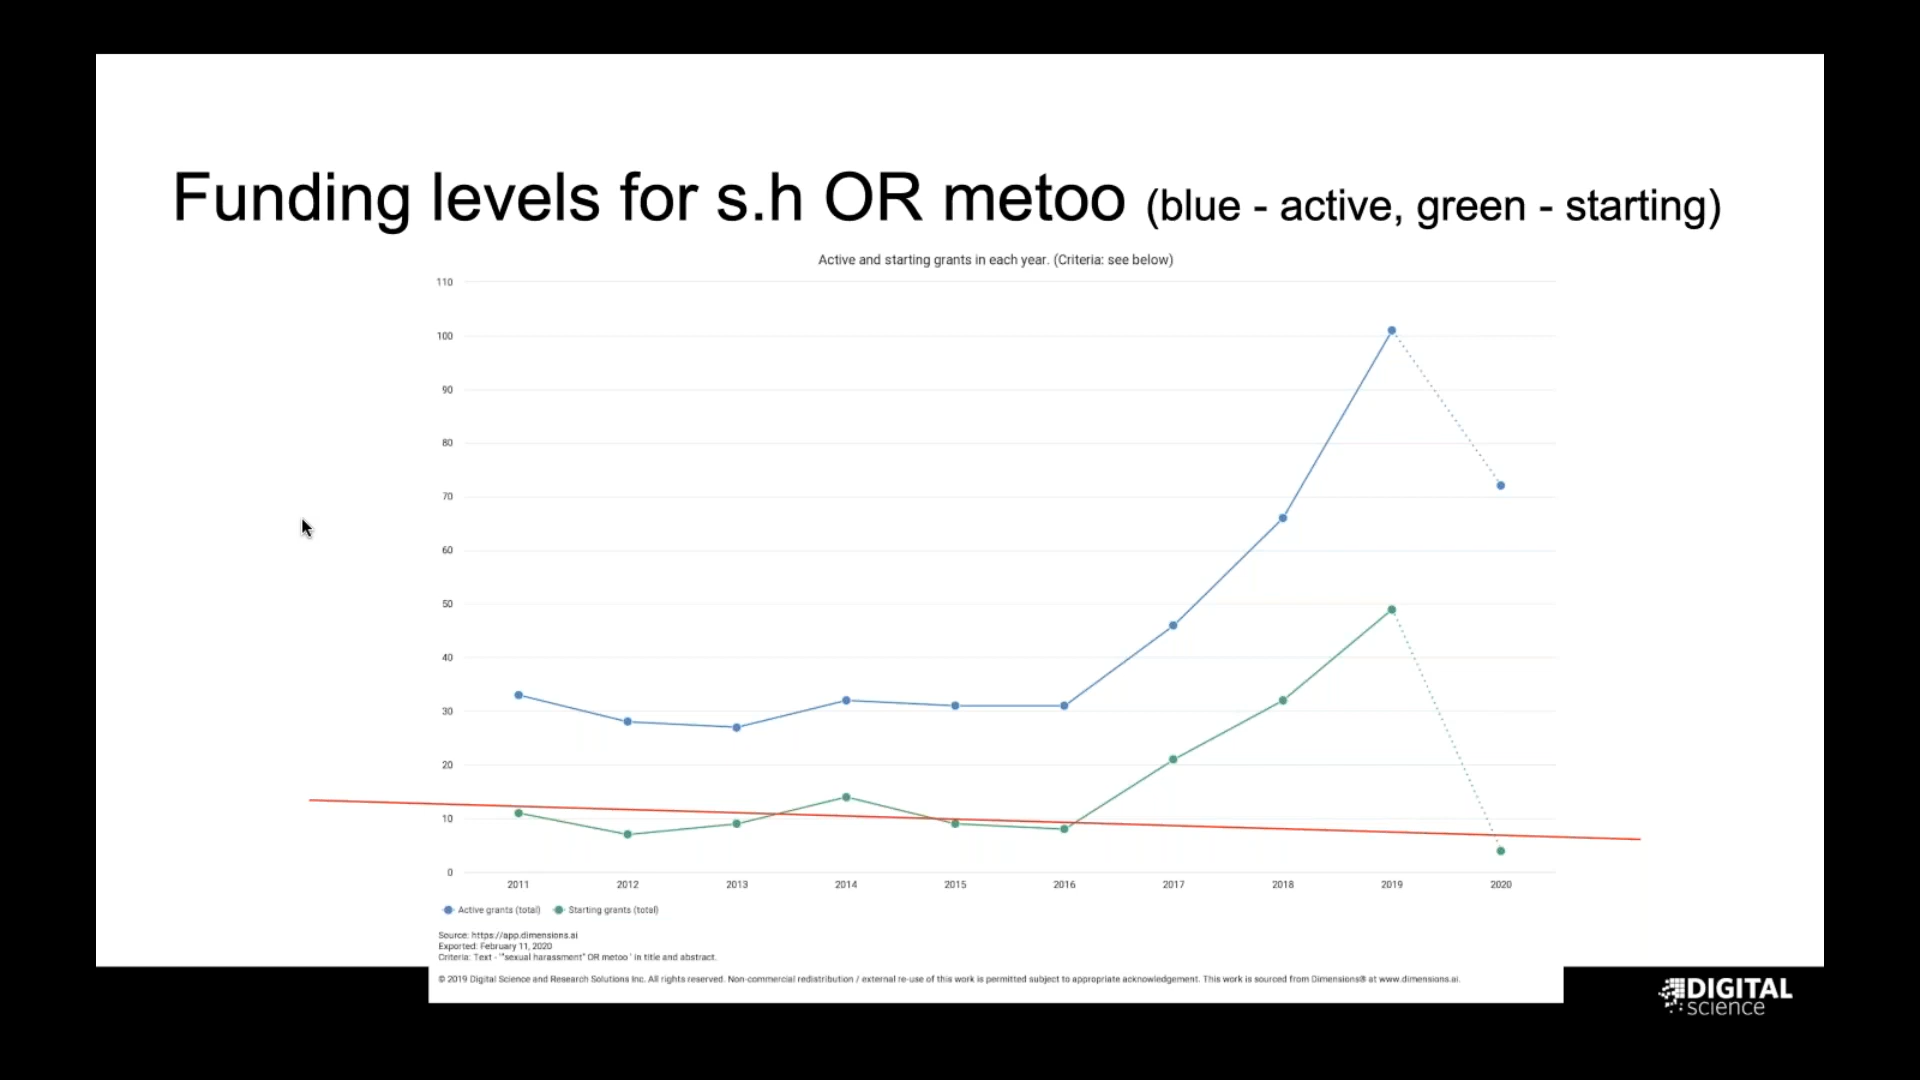 Funding levels for s.h OR metoo (blue - active, green - starting)
Active and starting grants in each year. (Criteria: see below)
110
100
90
80
70
60
50
40
30
20
10
0
2011 2012 2013 2014 2015 2016 2017 2018 2019 2020
Active grants (total) Starting grants (total)
Source: https://app.dimensions.ai
Exported: February 11, 2020
Criteria: Text - '"sexual harassment" OR metoo ' in title and abstract.
© 2019 Digital Science and Research Solutions Inc. All rights reserved. Non-commercial redistribution / external re-use of this work is permitted subject to appropriate acknowledgement. This work is sourced from Dimensions® at www.dimensions.ai.
DIGITAL
science